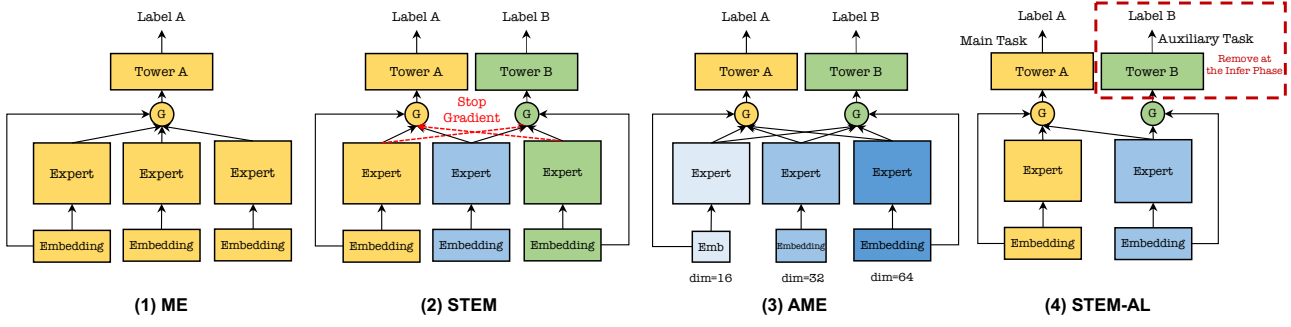 Label A
Tower A
G
Expert Expert Expert
Embedding Embedding Embedding
(1) ME
Label A Label B
Tower A Tower B
G G
Stop
Gradient
Expert Expert Expert
Embedding Embedding Embedding
(2) STEM
Label A Label B
Tower A Tower B
G G
Expert Expert Expert
Emb Embedding Embedding
dim=16 dim=32 dim=64
(3) AME
Label A Label B
Main Task Auxiliary Task
Tower A Tower B
Remove at
the Infer Phase
G G
Expert Expert
Embedding Embedding
(4) STEM-AL